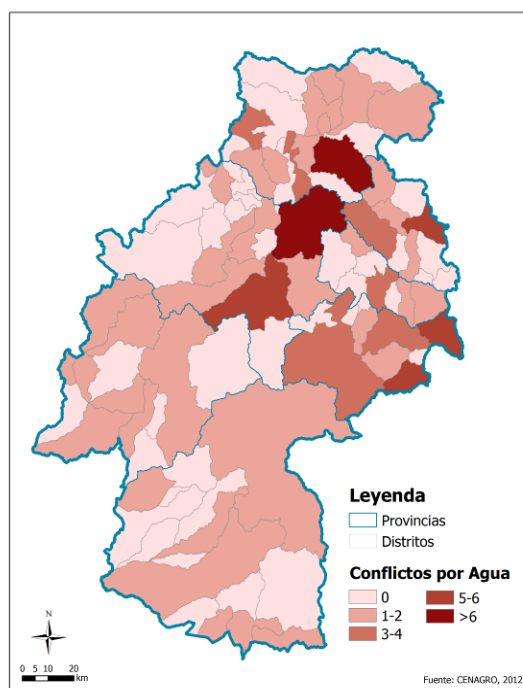 Leyenda
Provincias
Distritos
Conflictos por Agua
0
5-6
1-2
>6
3-4
N
0 5 10 20
km
Fuente: CENAGRO, 2012